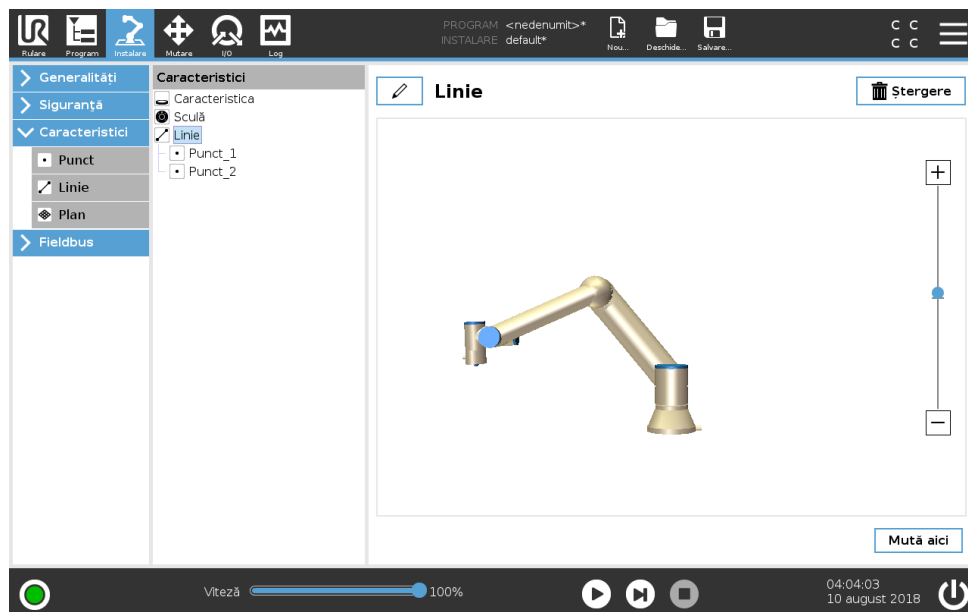 Rulare Program Instalare Mutare I/O Log
PROGRAM <nedenumit>*
INSTALARE default*
Nou... Deschide... Salvare...
C C
C C
Generalități
Siguranță
Caracteristici
Punct
Linie
Plan
Fieldbus
Caracteristici
Caracteristica
Sculă
Linie
Punct_1
Punct_2
Linie
Ștergere
Mută aici
Viteză 100%
04:04:03
10 august 2018